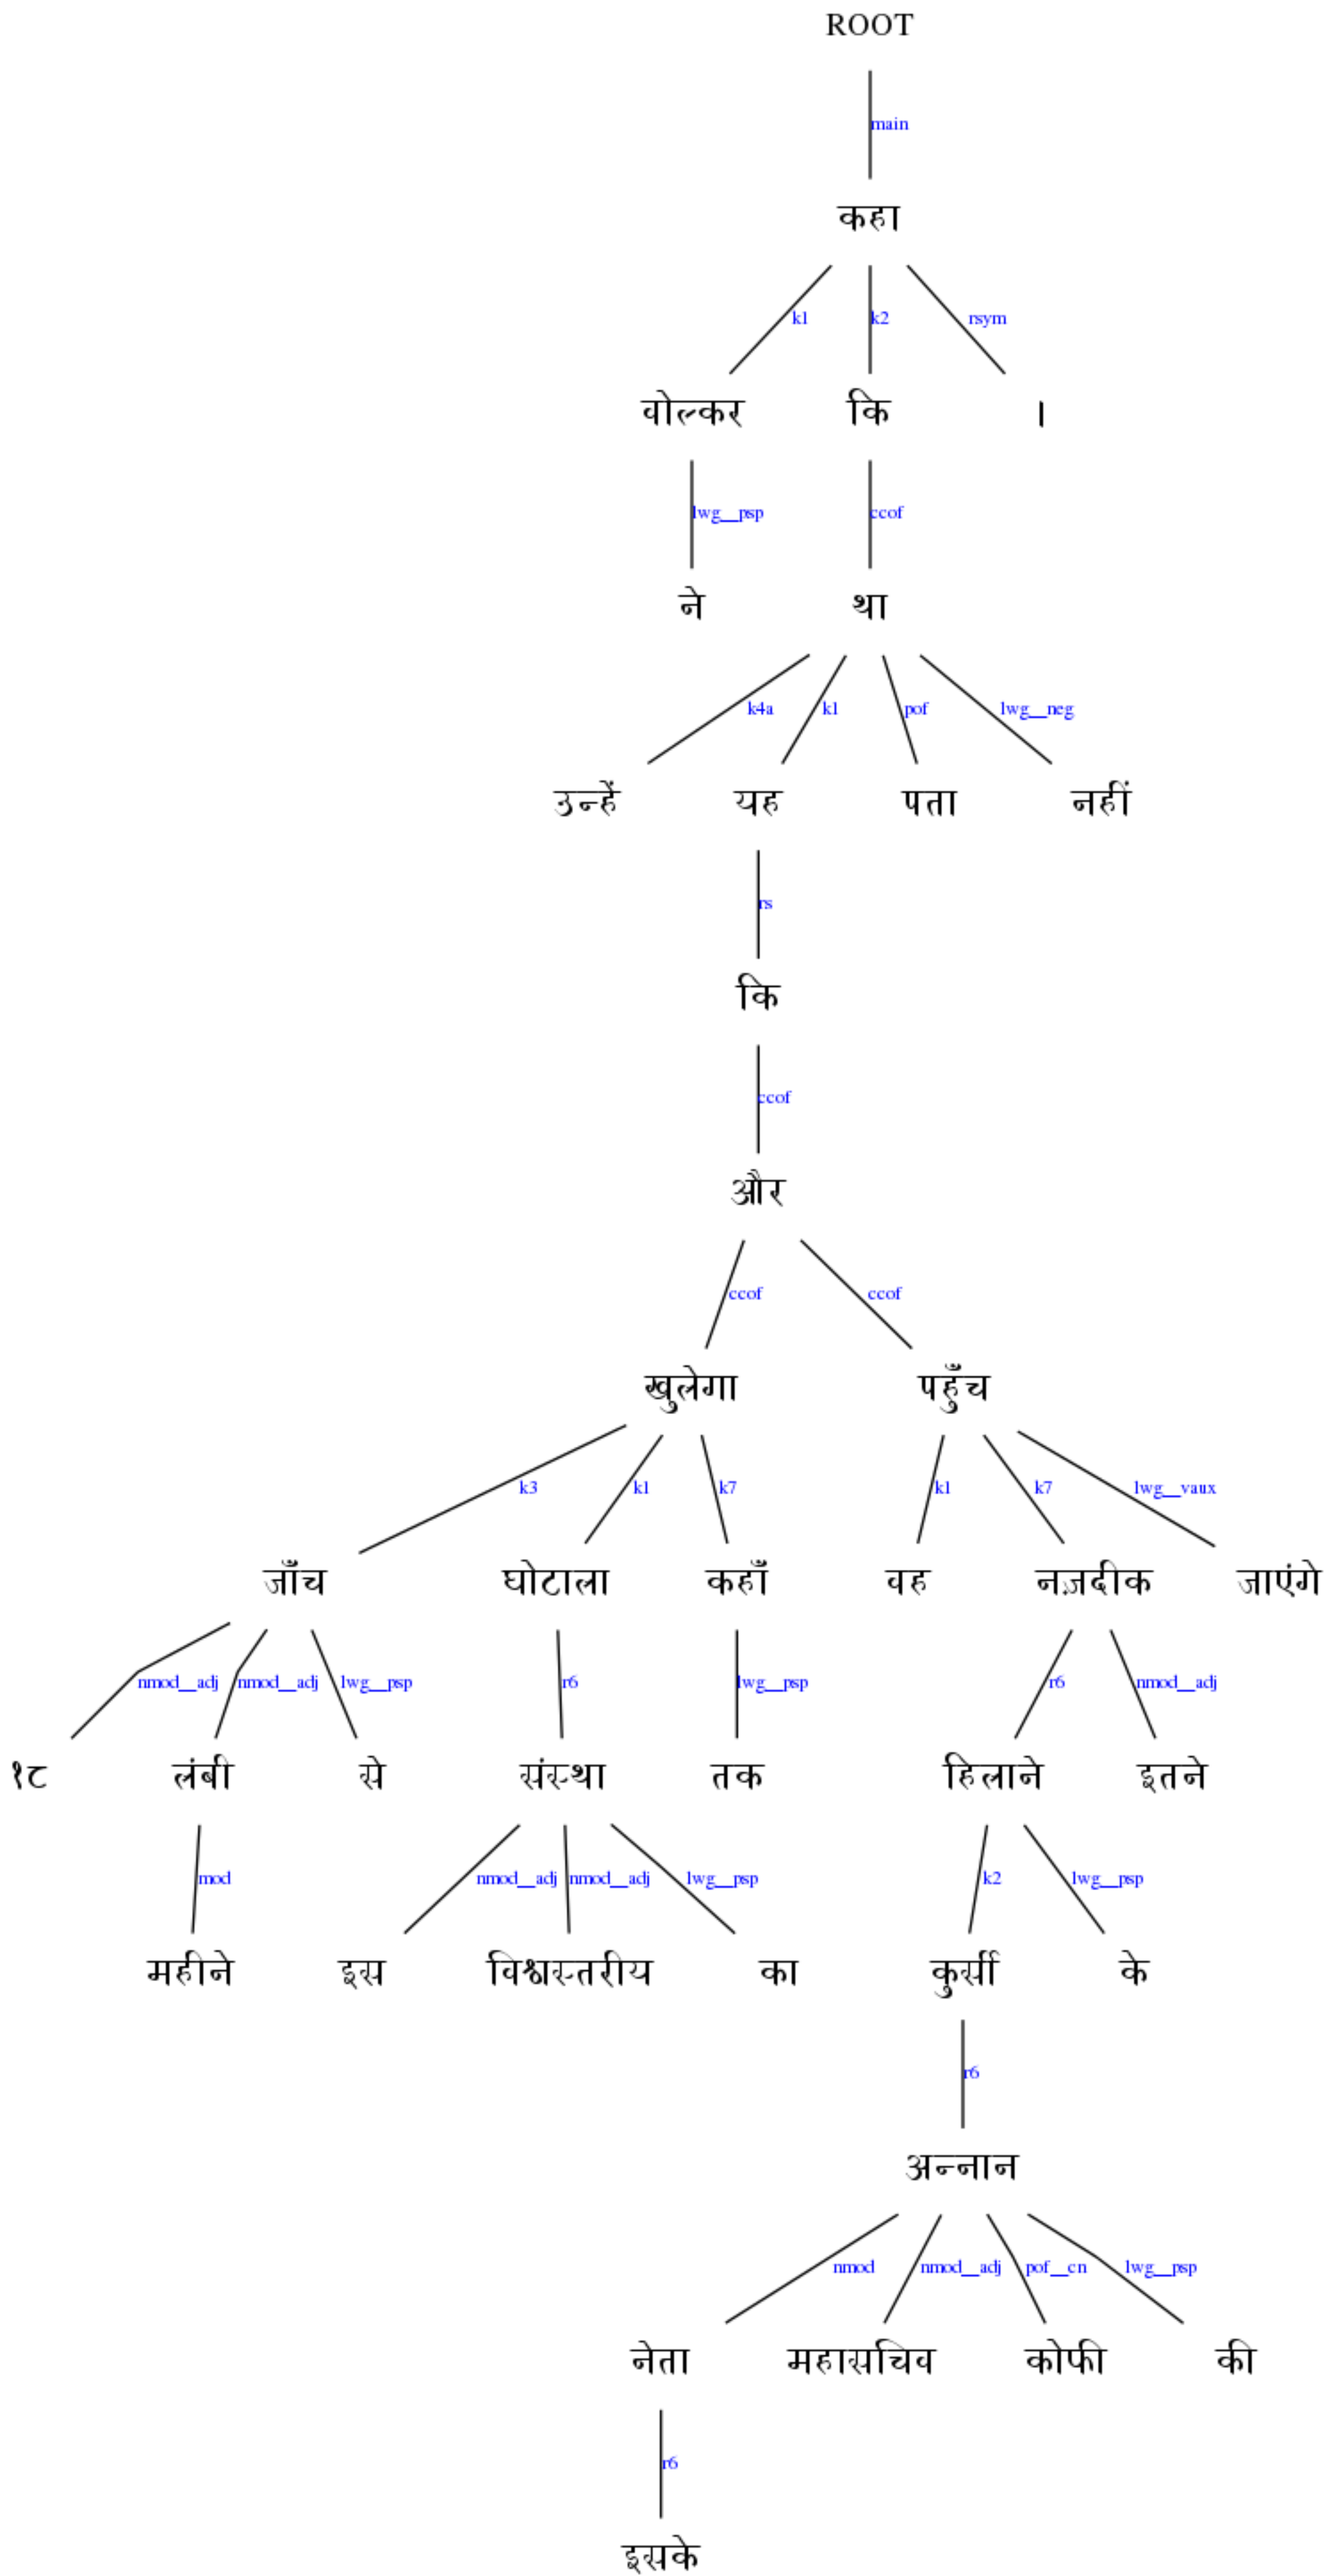 ROOT
main
कहा
k1 k2 rsym
वोल्कर कि ।
lwg__psp ccof
ने था
k4a k1 pof lwg__neg
उन्हें यह पता नहीं
rs
कि
ccof
और
ccof ccof
खुलेगा पहुँच
k3 k1 k7 k1 k7 lwg__vaux
जाँच घोटाला कहाँ वह नज़दीक जाएंगे
nmod__adj nmod__adj lwg__psp r6 lwg__psp r6 nmod__adj
१८ लंबी से संस्था तक हिलाने इतने
mod nmod__adj nmod__adj lwg__psp k2 lwg__psp
महीने इस विश्वस्तरीय का कुर्सी के
r6
अन्नान
nmod nmod__adj pof__cn lwg__psp
नेता महासचिव कोफी की
r6
इसके